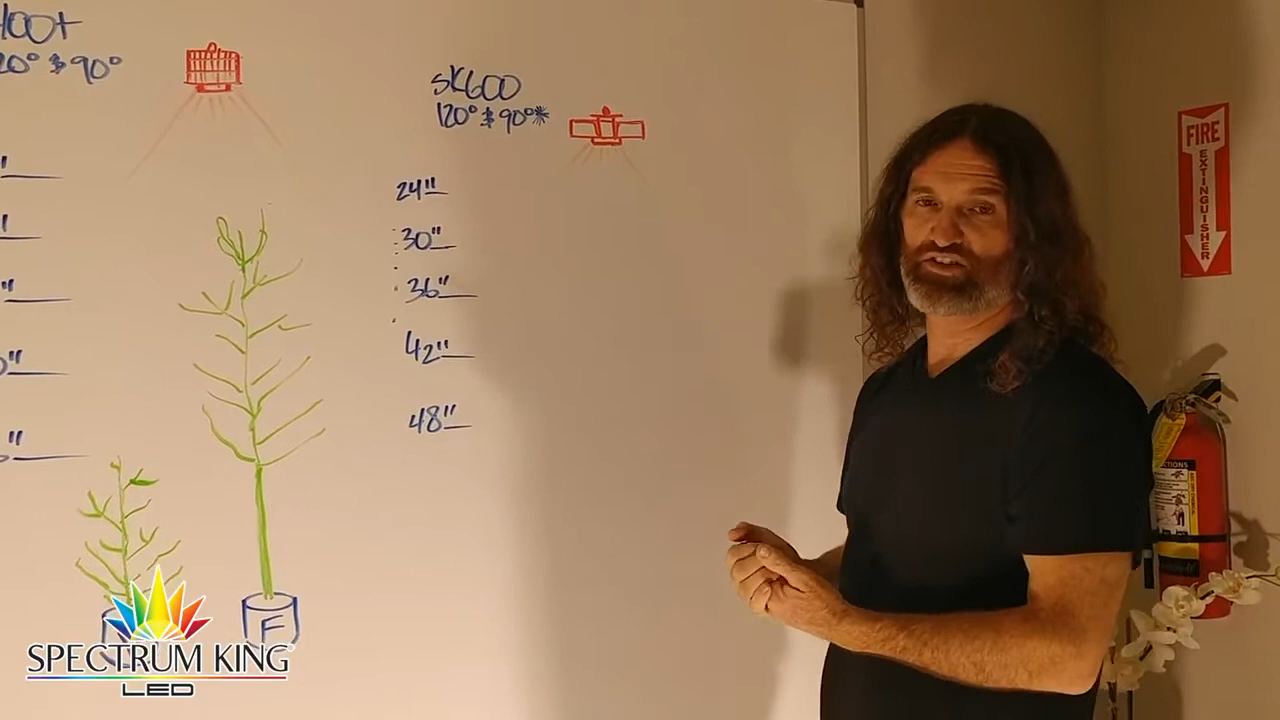 400+
120° & 90°
SK600
120° & 90°*
24"
30"
36"
42"
48"
F
FIRE
EXTINGUISHER
SPECTRUM KING
LED